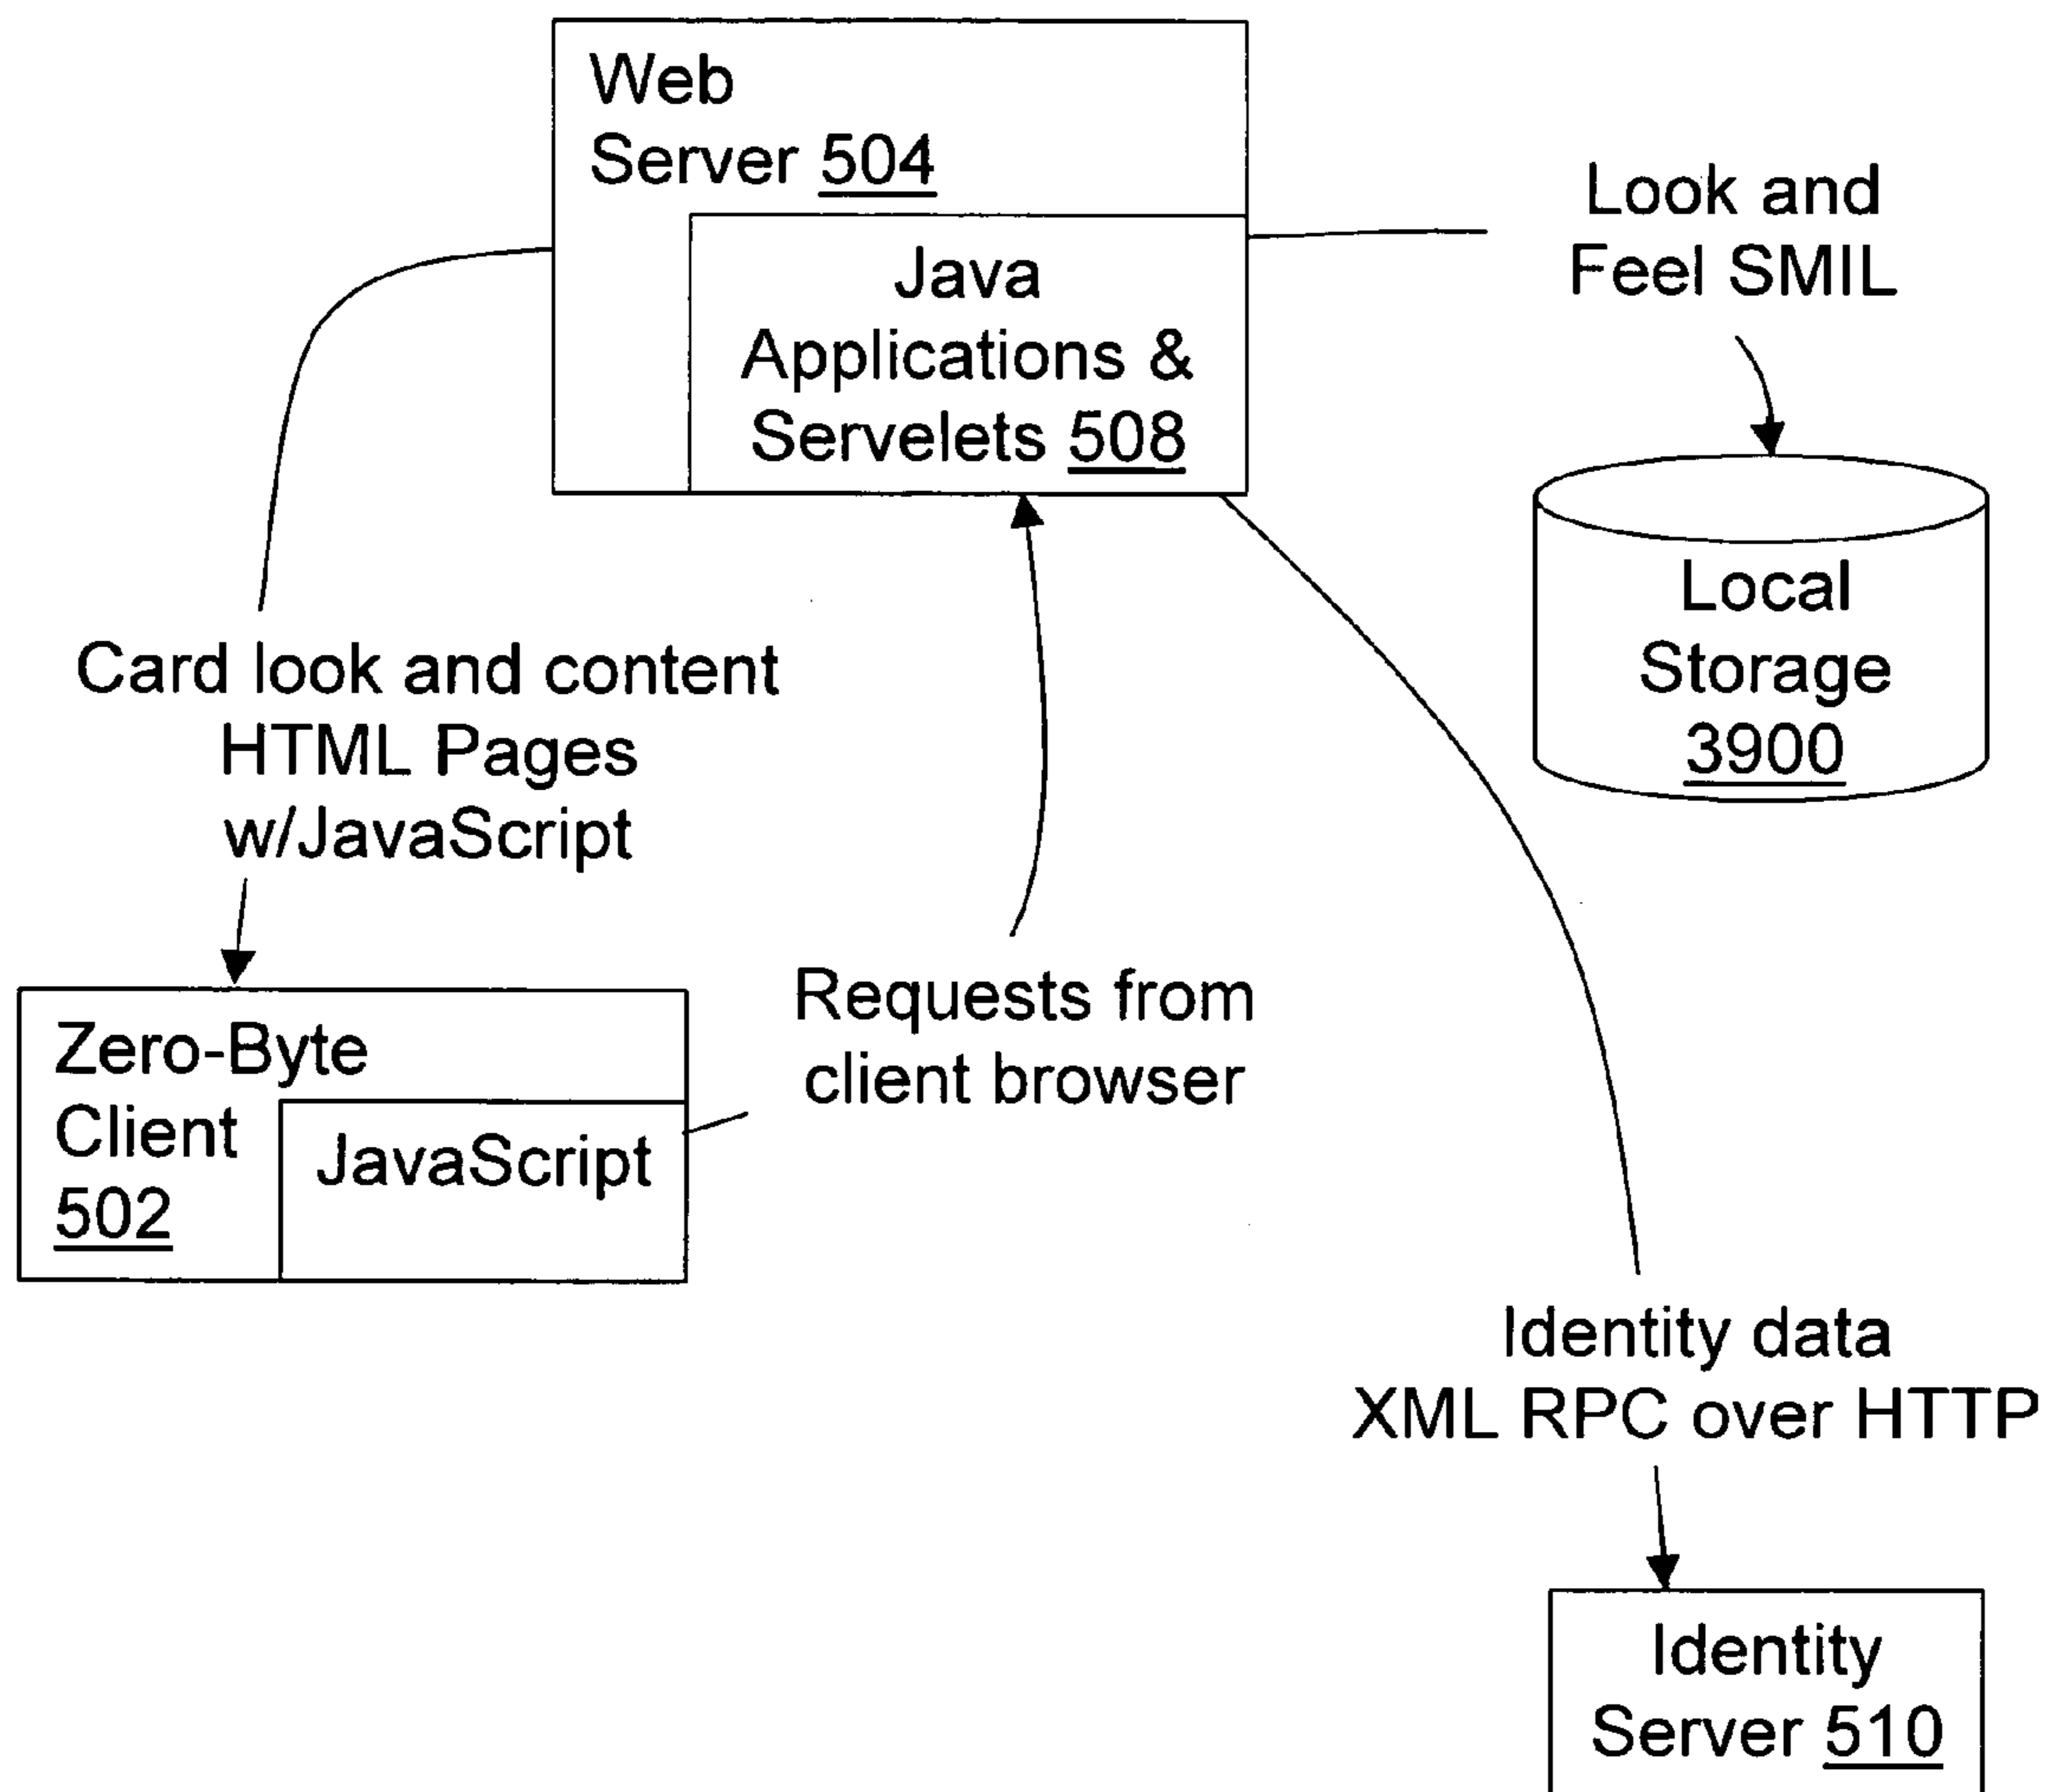 Web
Server 504
Java
Applications &
Servelets 508
Look and
Feel SMIL
Local
Storage
3900
Card look and content
HTML Pages
w/JavaScript
Requests from
client browser
Zero-Byte
Client
502
JavaScript
Identity data
XML RPC over HTTP
Identity
Server 510